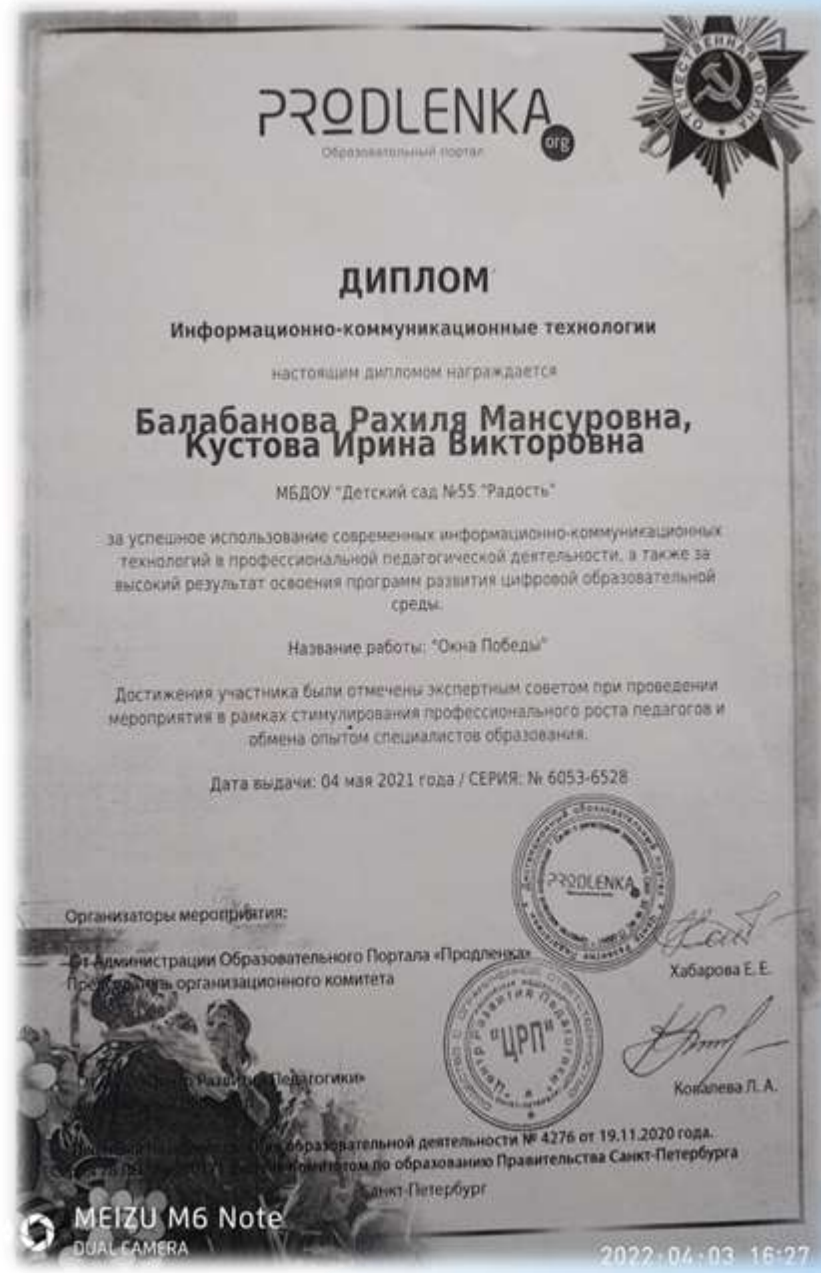 ОТЕЧЕСТВЕННАЯ ВОЙНА
PRODLENKA
org
Образовательный портал
ДИПЛОМ
Информационно-коммуникационные технологии
настоящим дипломом награждается
Балабанова Рахиля Мансуровна,
Кустова Ирина Викторовна
МБДОУ "Детский сад №55 "Радость"
за успешное использование современных информационно-коммуникационных
технологий в профессиональной педагогической деятельности, а также за
высокий результат освоения программ развития цифровой образовательной
среды.
Название работы: "Окна Победы"
Достижения участника были отмечены экспертным советом при проведении
мероприятия в рамках стимулирования профессионального роста педагогов и
обмена опытом специалистов образования.
Дата выдачи: 04 мая 2021 года / СЕРИЯ: № 6053-6528
PRODLENKA
Организаторы мероприятия:
От Администрации Образовательного Портала «Продленка»
Председатель организационного комитета
Хабарова Е. Е.
"ЦРП"
Развития Педагогики»
Ковалева Л. А.
образовательной деятельности № 4276 от 19.11.2020 года.
по образованию Правительства Санкт-Петербурга
Санкт-Петербург
MEIZU M6 Note
DUAL CAMERA
2022-04-03 16:27